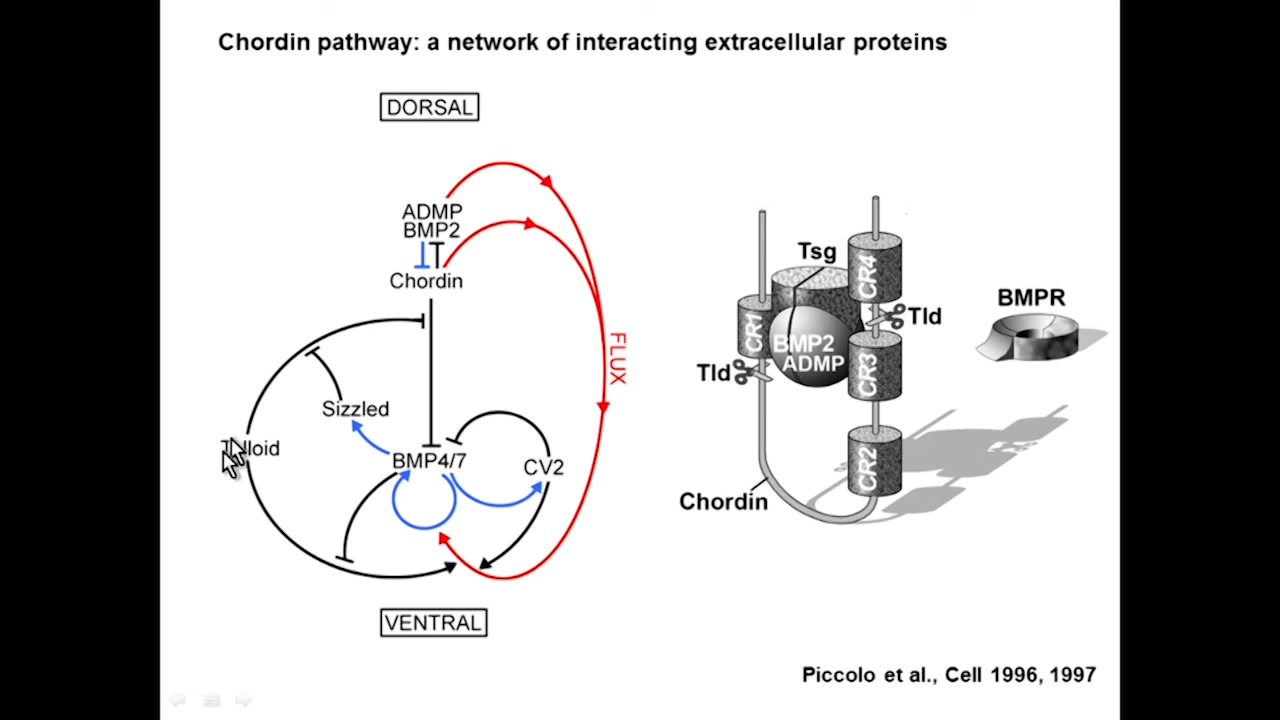 Chordin pathway: a network of interacting extracellular proteins
DORSAL
ADMP
BMP2
Chordin
FLUX
Sizzled
BMP4/7
CV2
VENTRAL
Tsg
CR4
BMPR
CR1
Tld
BMP2
ADMP
CR3
Tld
CR2
Chordin
Piccolo et al., Cell 1996, 1997